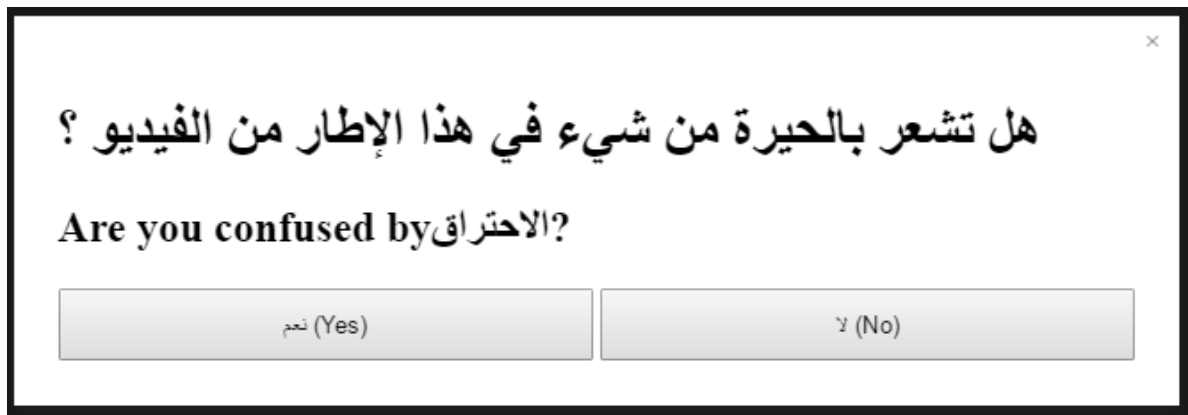 ×
هل تشعر بالحيرة من شيء في هذا الإطار من الفيديو ؟
Are you confused byالاحتراق?
نعم (Yes)
لا (No)